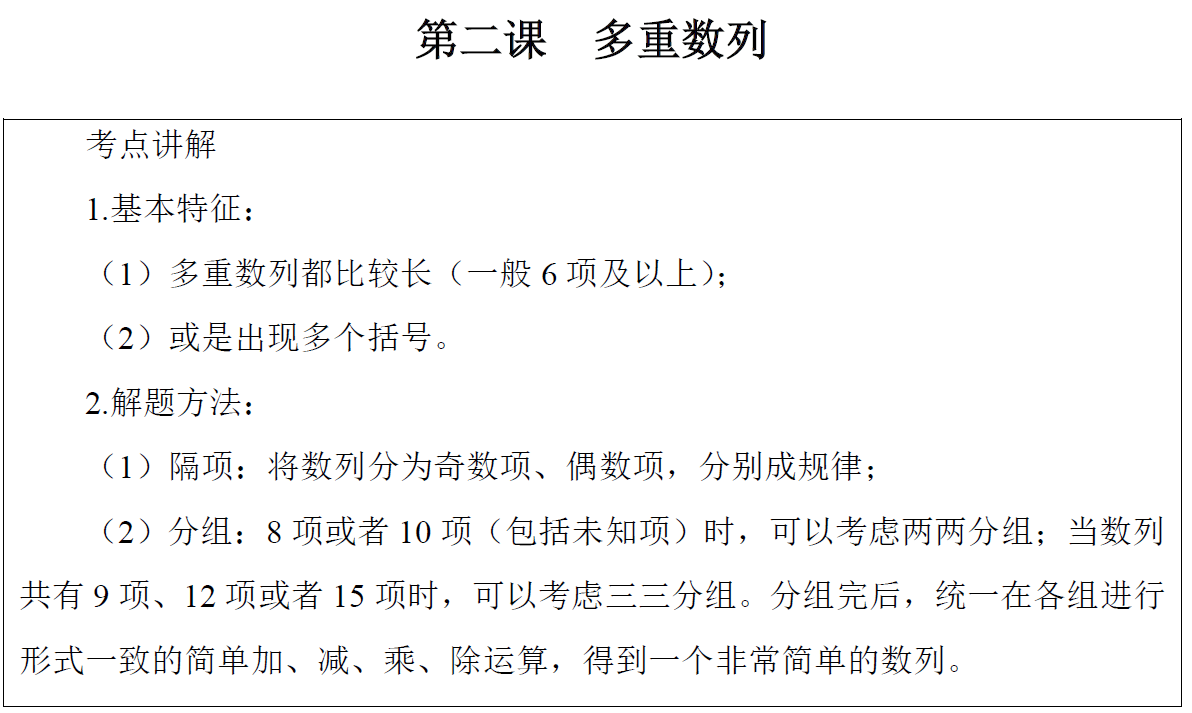 第二课　多重数列
考点讲解
1.基本特征：
（1）多重数列都比较长（一般 6 项及以上）；
（2）或是出现多个括号。
2.解题方法：
（1）隔项：将数列分为奇数项、偶数项，分别成规律；
（2）分组：8 项或者 10 项（包括未知项）时，可以考虑两两分组；当数列
共有 9 项、12 项或者 15 项时，可以考虑三三分组。分组完后，统一在各组进行
形式一致的简单加、减、乘、除运算，得到一个非常简单的数列。